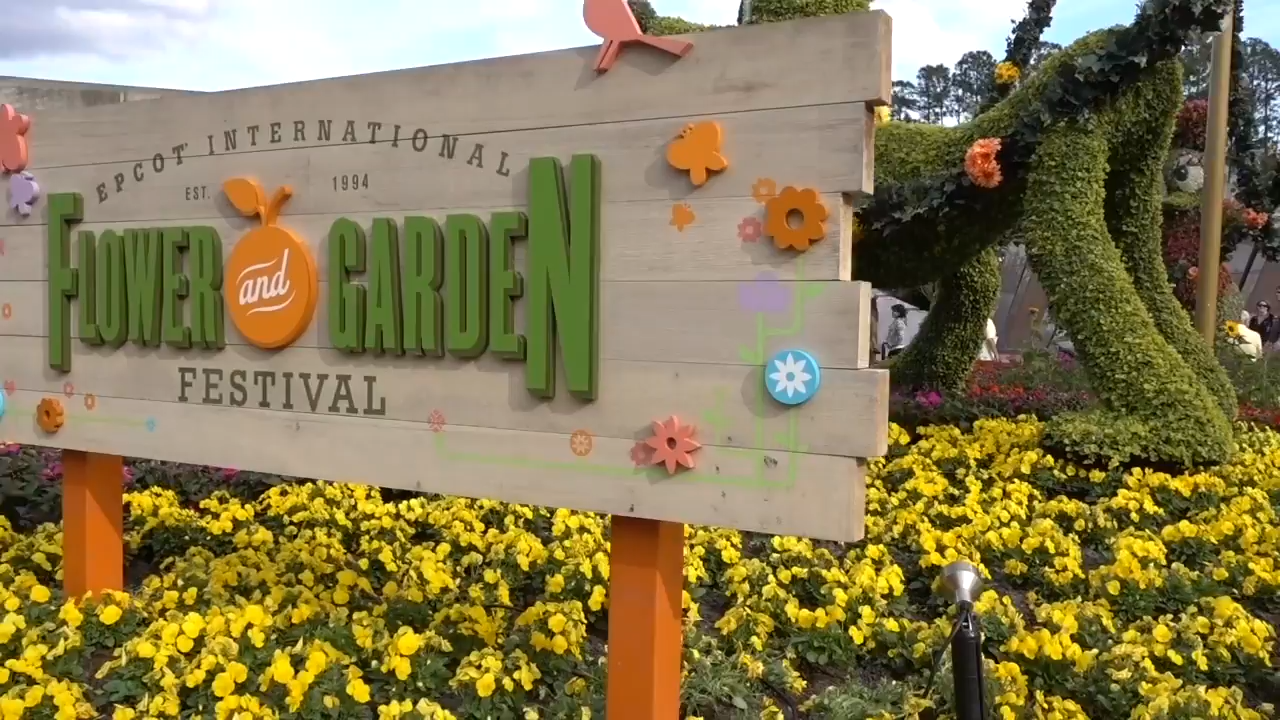 EPCOT INTERNATIONAL
EST. 1994
FLOWER and GARDEN
FESTIVAL